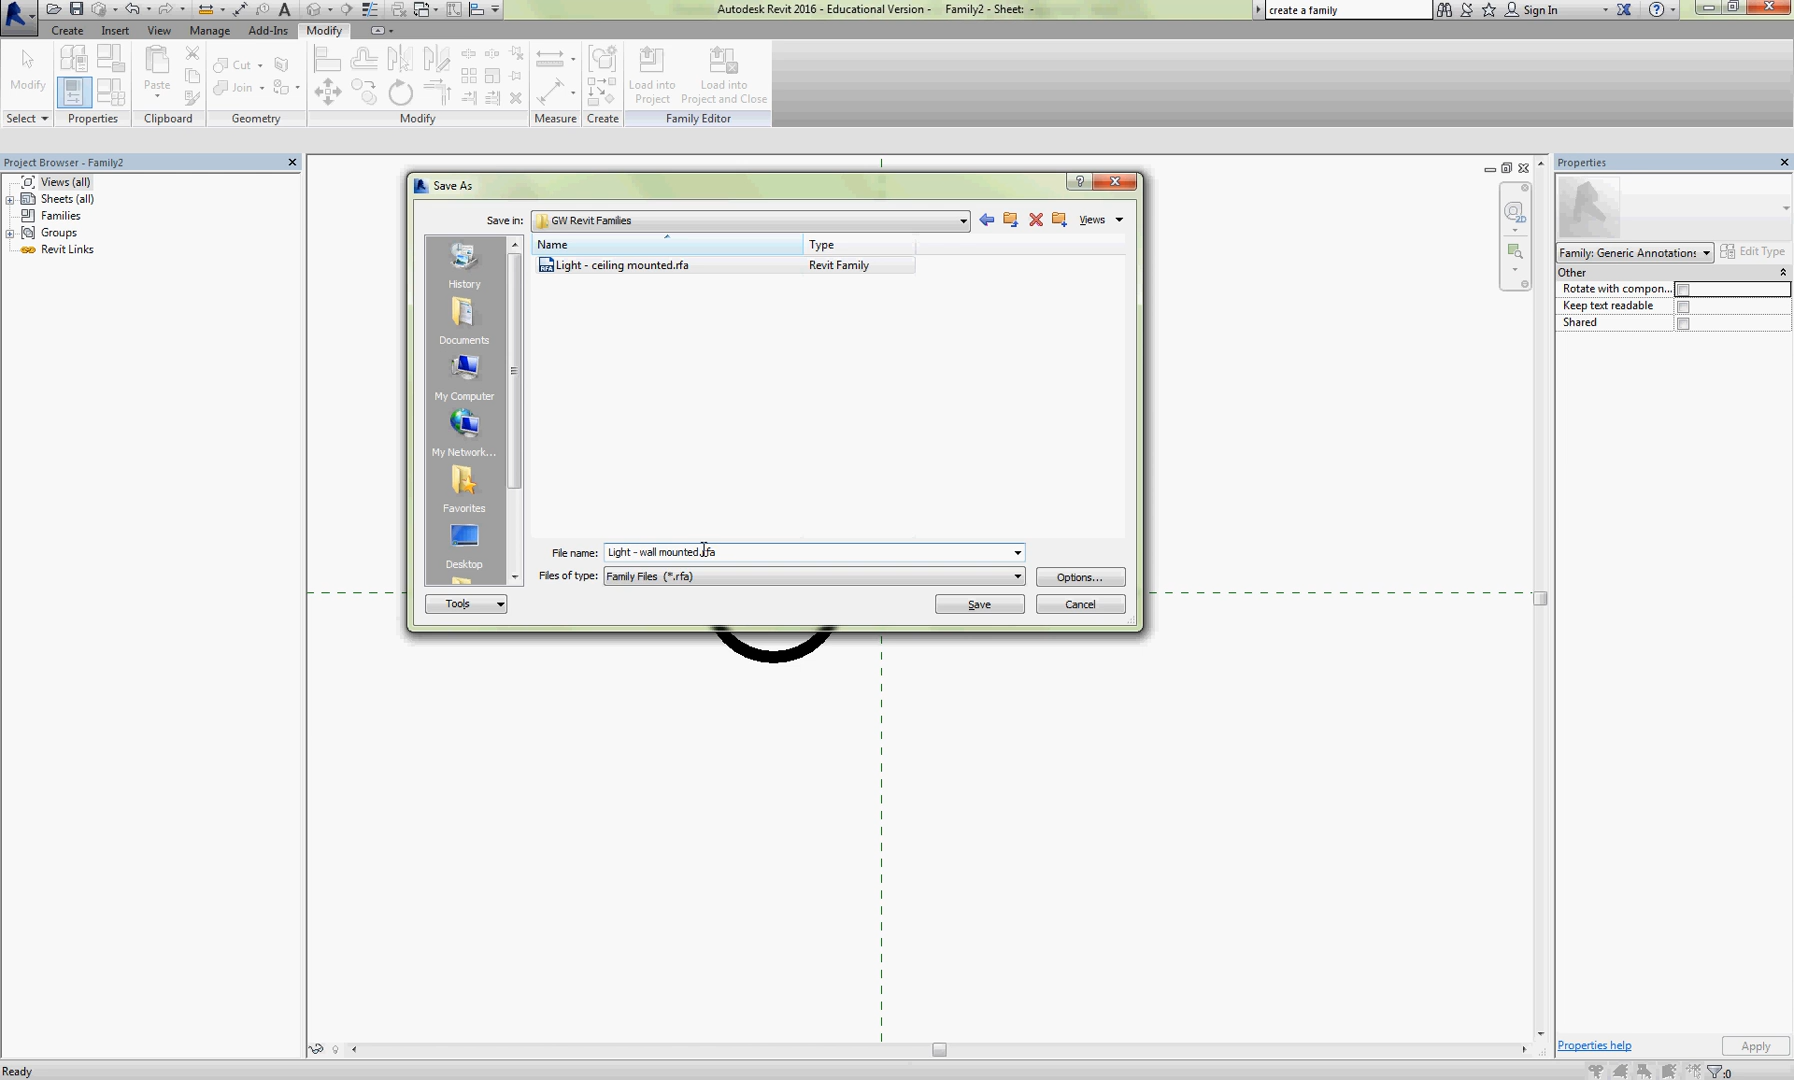 Autodesk Revit 2016 - Educational Version - Family2 - Sheet: -
create a family
Sign In
Create Insert View Manage Add-Ins Modify
Modify
Paste
Cut
Join
Load into Project
Load into Project and Close
Select Properties Clipboard Geometry Modify Measure Create Family Editor
Project Browser - Family2
Views (all)
Sheets (all)
Families
Groups
Revit Links
Save As
Save in: GW Revit Families
Views
Name Type
Light - ceiling mounted.rfa Revit Family
History
Documents
My Computer
My Network...
Favorites
Desktop
File name: Light - wall mounted.rfa
Files of type: Family Files (*.rfa)
Options...
Tools
Save
Cancel
2D
Properties
Family: Generic Annotations
Edit Type
Other
Rotate with compon...
Keep text readable
Shared
Properties help
Apply
Ready
:0